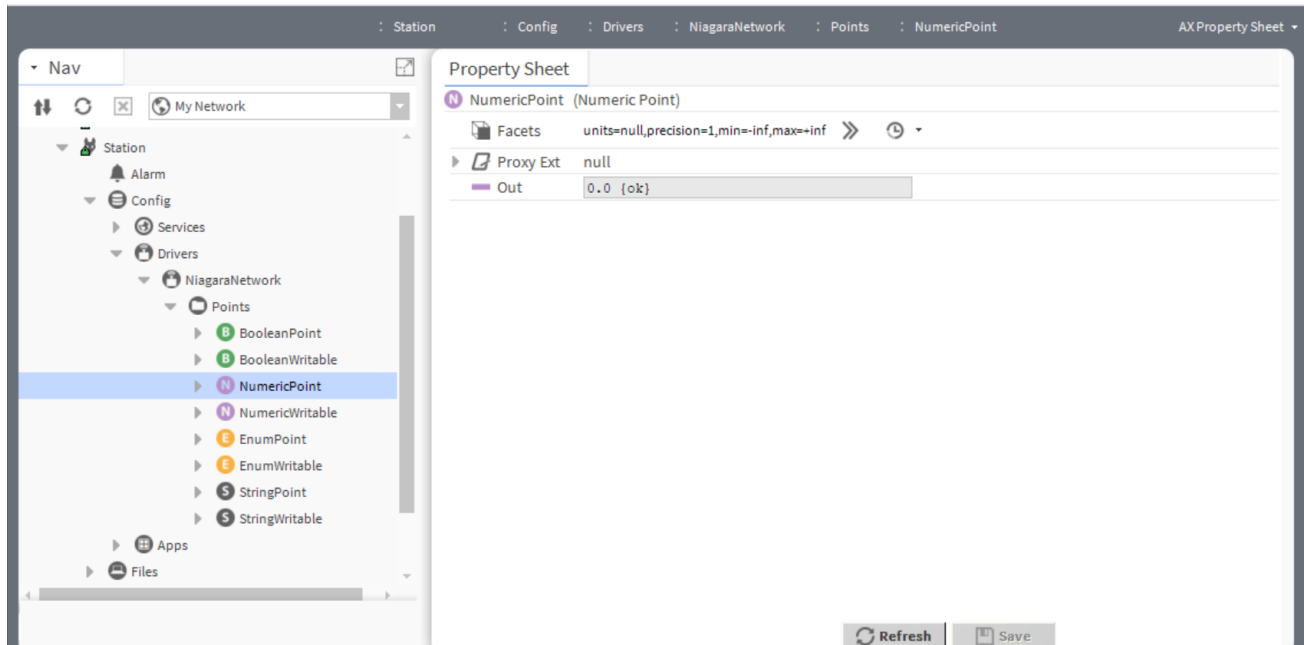 : Station : Config : Drivers : NiagaraNetwork : Points : NumericPoint AX Property Sheet
Nav
My Network
Station
Alarm
Config
Services
Drivers
NiagaraNetwork
Points
B BooleanPoint
B BooleanWritable
N NumericPoint
N NumericWritable
E EnumPoint
E EnumWritable
S StringPoint
S StringWritable
Apps
Files
Property Sheet
N NumericPoint (Numeric Point)
Facets units=null,precision=1,min=-inf,max=+inf
Proxy Ext null
Out 0.0 {ok}
Refresh Save